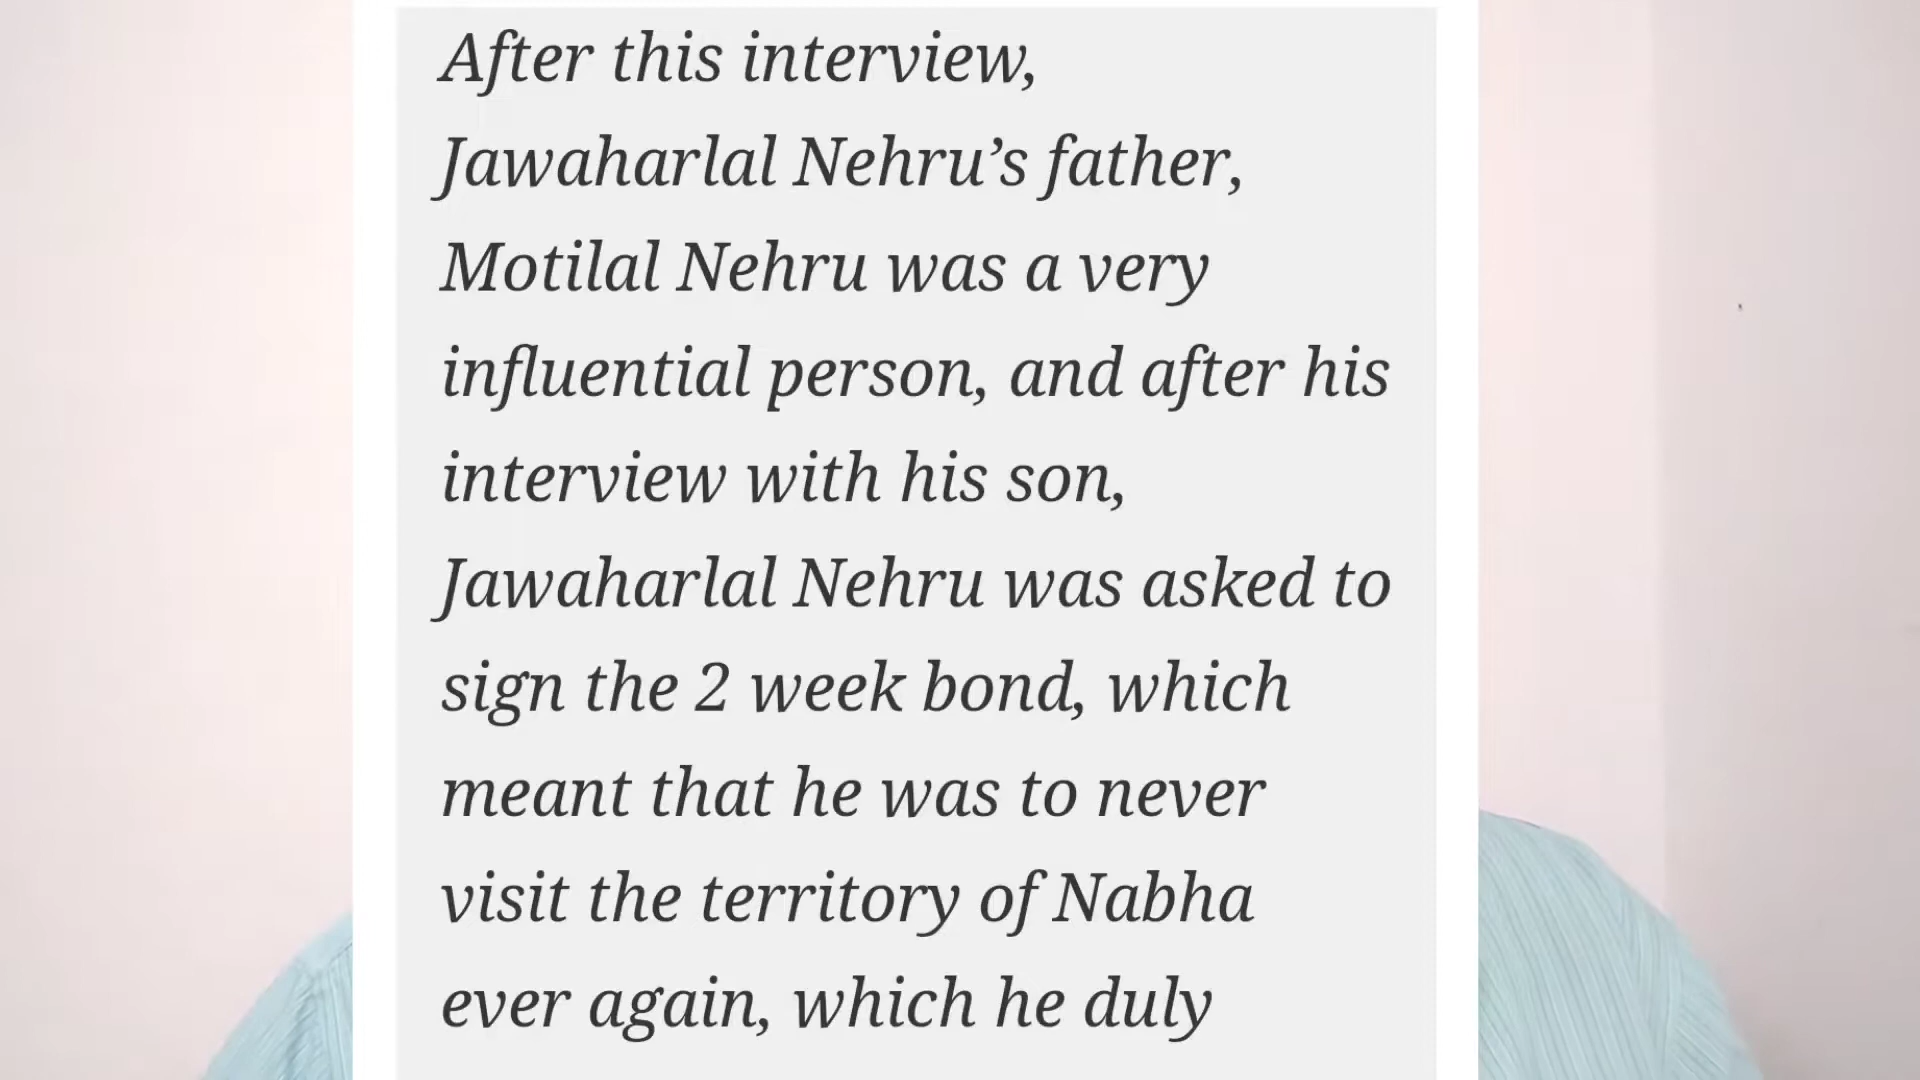 After this interview,
Jawaharlal Nehru’s father,
Motilal Nehru was a very
influential person, and after his
interview with his son,
Jawaharlal Nehru was asked to
sign the 2 week bond, which
meant that he was to never
visit the territory of Nabha
ever again, which he duly